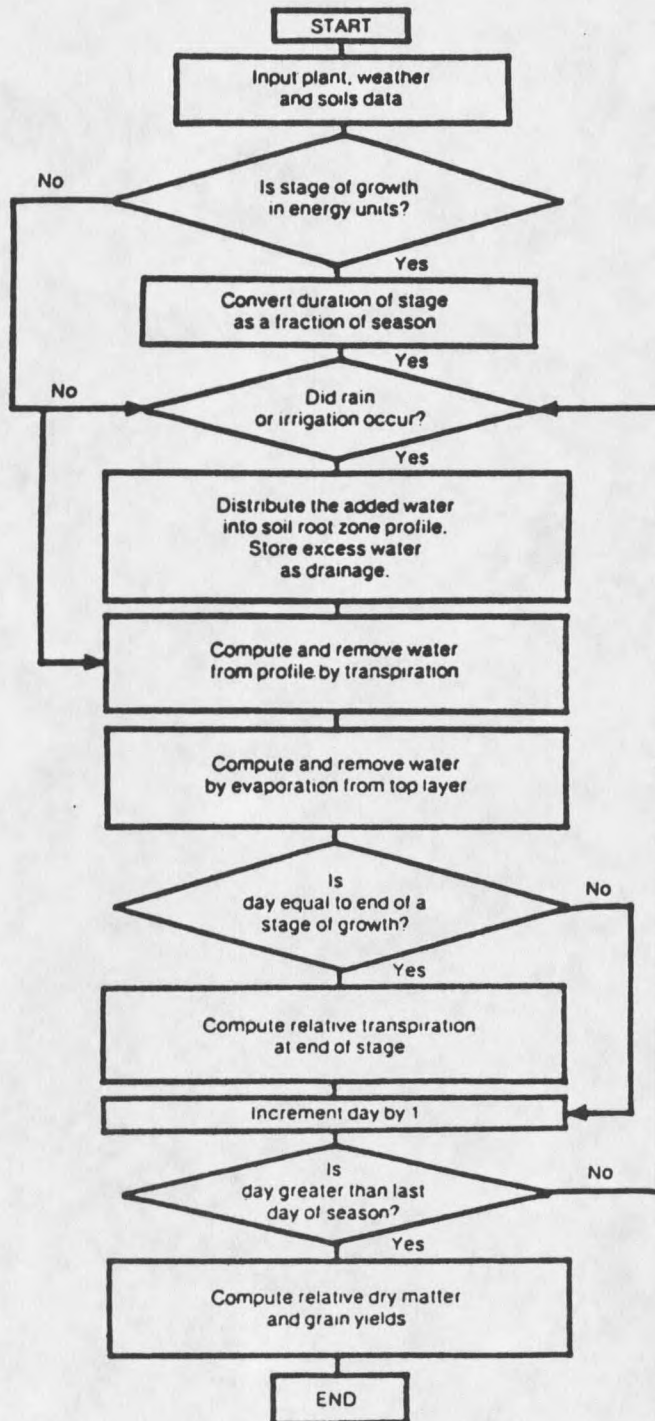 START
Input plant, weather
and soils data
No
Is stage of growth
in energy units?
Yes
Convert duration of stage
as a fraction of season
Yes
No
Did rain
or irrigation occur?
Yes
Distribute the added water
into soil root zone profile.
Store excess water
as drainage.
Compute and remove water
from profile by transpiration
Compute and remove water
by evaporation from top layer
Is
day equal to end of a
stage of growth?
No
Yes
Compute relative transpiration
at end of stage
Increment day by 1
Is
day greater than last
day of season?
No
Yes
Compute relative dry matter
and grain yields
END